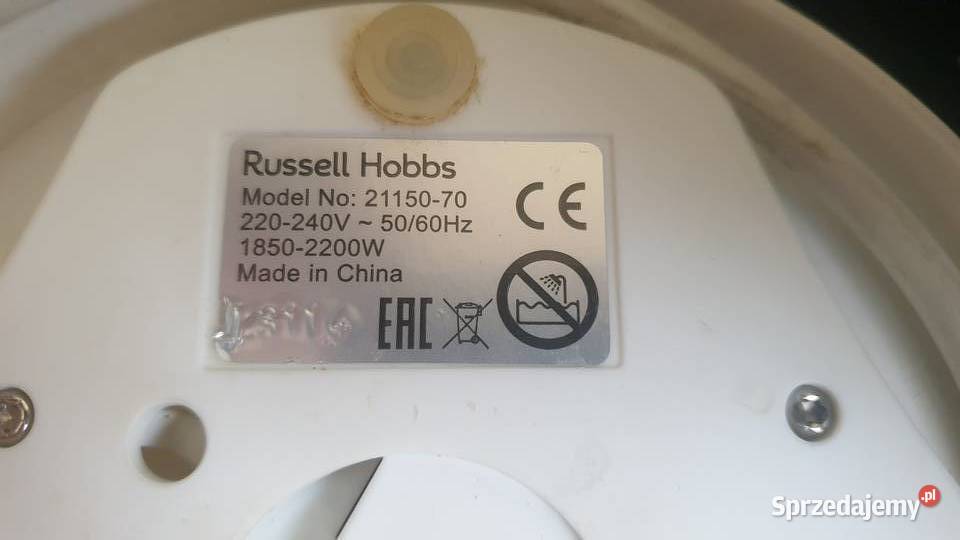 Russell Hobbs
Model No: 21150-70
220-240V ~ 50/60Hz
1850-2200W
Made in China
CE
EAC
Sprzedajemy.pl